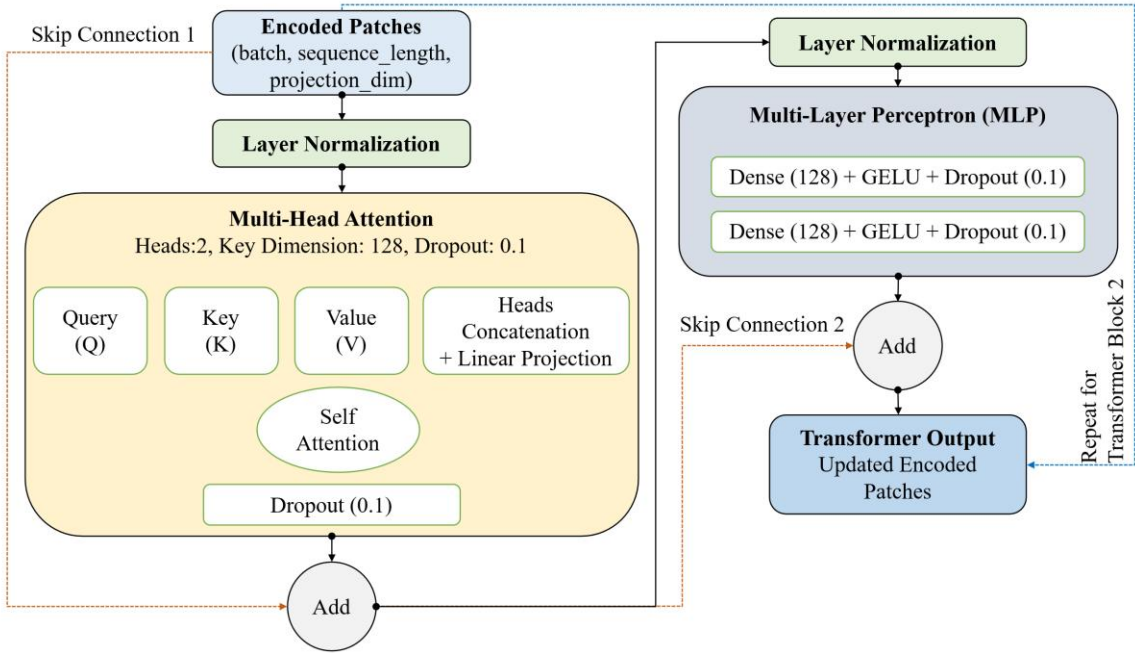 Skip Connection 1
Encoded Patches
(batch, sequence_length,
projection_dim)
Layer Normalization
Multi-Head Attention
Heads:2, Key Dimension: 128, Dropout: 0.1
Query
(Q)
Key
(K)
Value
(V)
Heads
Concatenation
+ Linear Projection
Self
Attention
Dropout (0.1)
Add
Layer Normalization
Multi-Layer Perceptron (MLP)
Dense (128) + GELU + Dropout (0.1)
Dense (128) + GELU + Dropout (0.1)
Skip Connection 2
Add
Transformer Output
Updated Encoded
Patches
Repeat for
Transformer Block 2